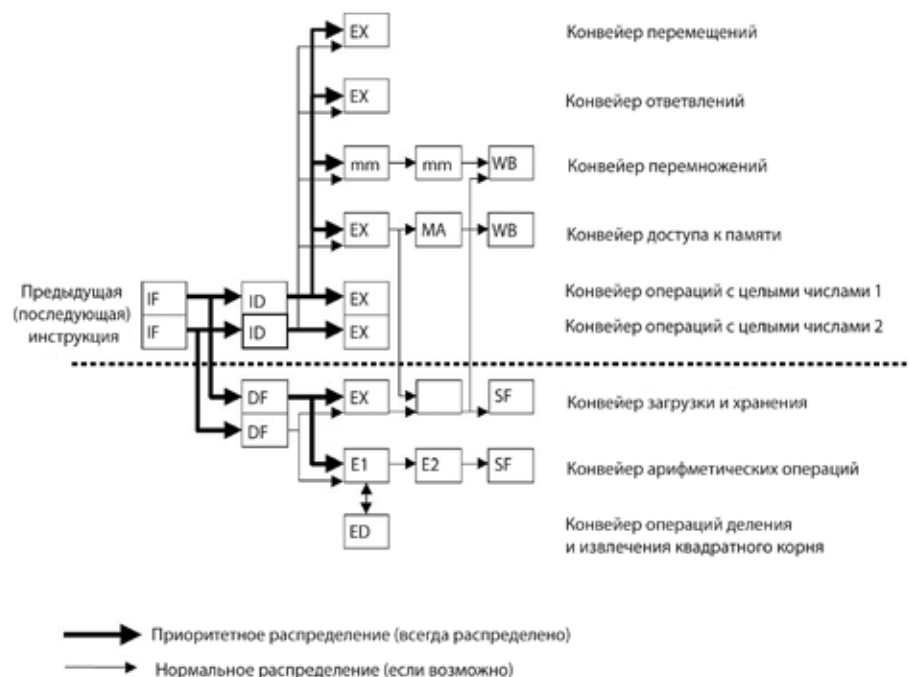 EX Конвейер перемещений
EX Конвейер ответвлений
mm mm WB Конвейер перемножений
EX MA WB Конвейер доступа к памяти
Предыдущая
(последующая)
инструкция
IF ID EX Конвейер операций с целыми числами 1
IF ID EX Конвейер операций с целыми числами 2
DF EX SF Конвейер загрузки и хранения
DF
E1 E2 SF Конвейер арифметических операций
ED Конвейер операций деления
и извлечения квадратного корня
Приоритетное распределение (всегда распределено)
Нормальное распределение (если возможно)